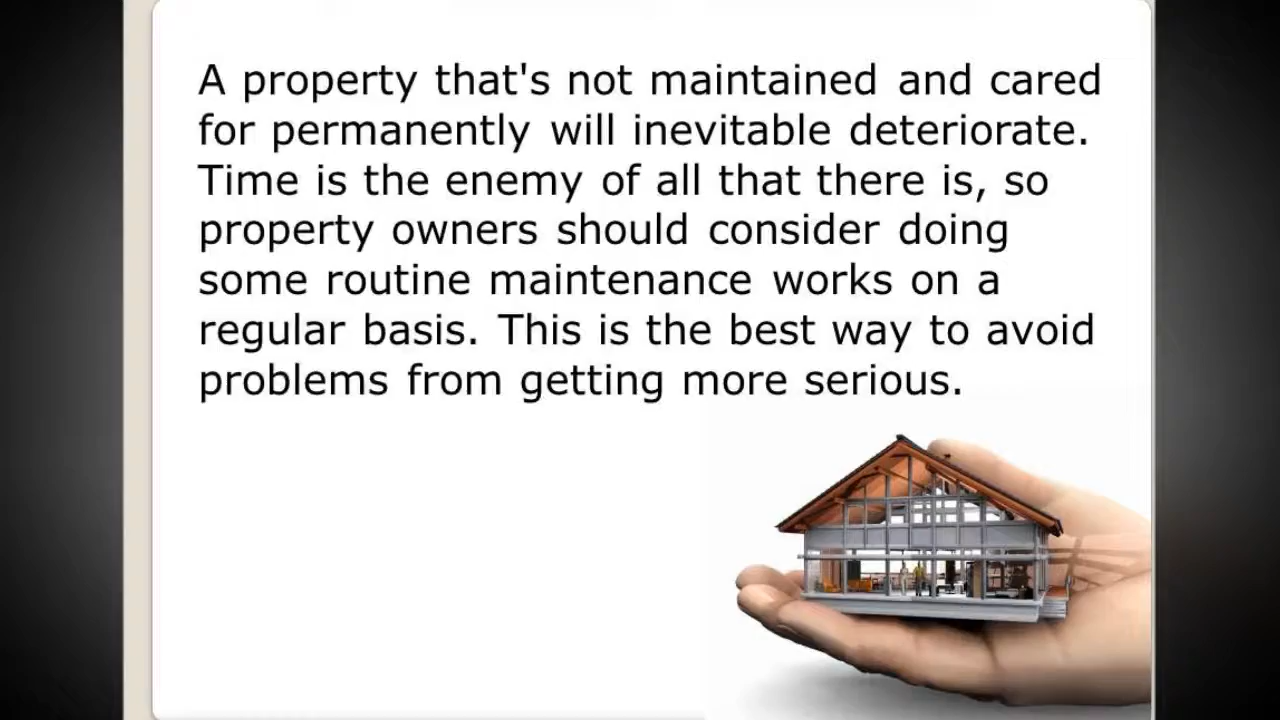 A property that's not maintained and cared
for permanently will inevitable deteriorate.
Time is the enemy of all that there is, so
property owners should consider doing
some routine maintenance works on a
regular basis. This is the best way to avoid
problems from getting more serious.